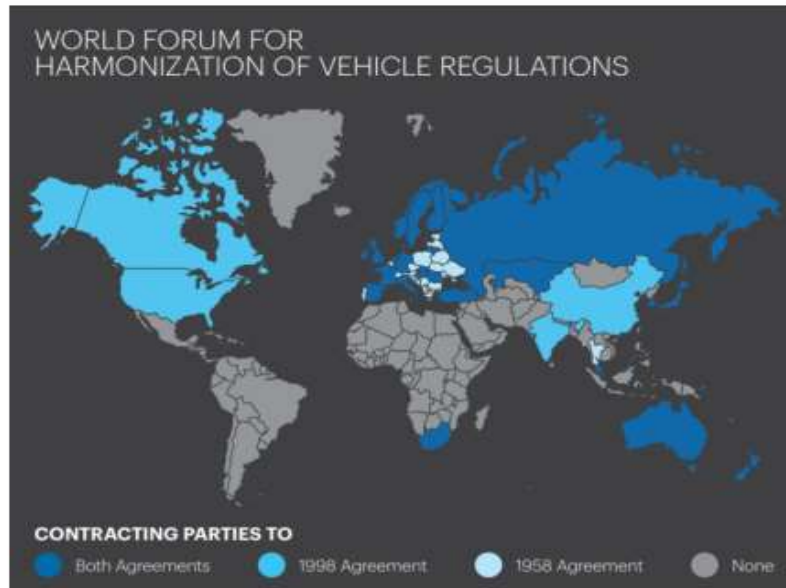 WORLD FORUM FOR
HARMONIZATION OF VEHICLE REGULATIONS
CONTRACTING PARTIES TO
Both Agreements
1998 Agreement
1958 Agreement
None